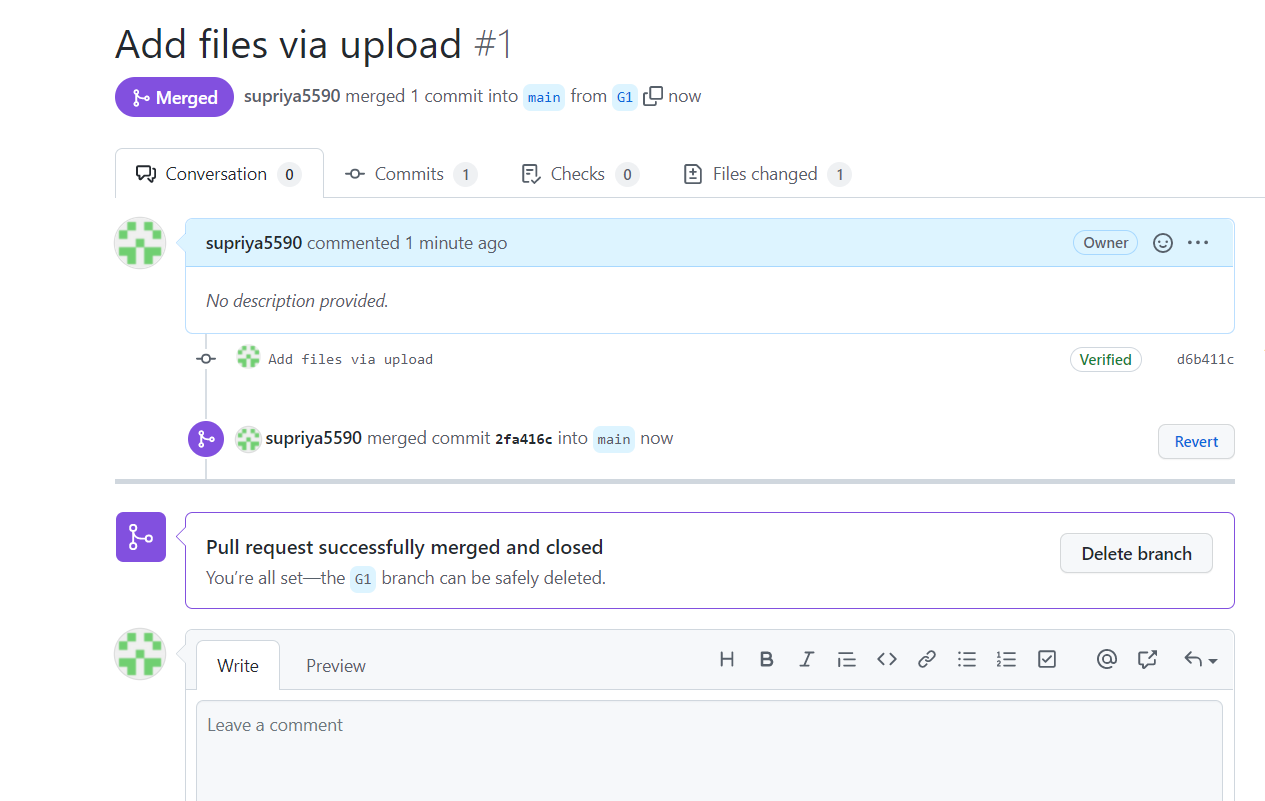 Add files via upload #1
Merged supriya5590 merged 1 commit into main from G1 now
Conversation 0 Commits 1 Checks 0 Files changed 1
supriya5590 commented 1 minute ago Owner
No description provided.
Add files via upload Verified d6b411c
supriya5590 merged commit 2fa416c into main now Revert
Pull request successfully merged and closed
You’re all set—the G1 branch can be safely deleted.
Delete branch
Write Preview
Leave a comment